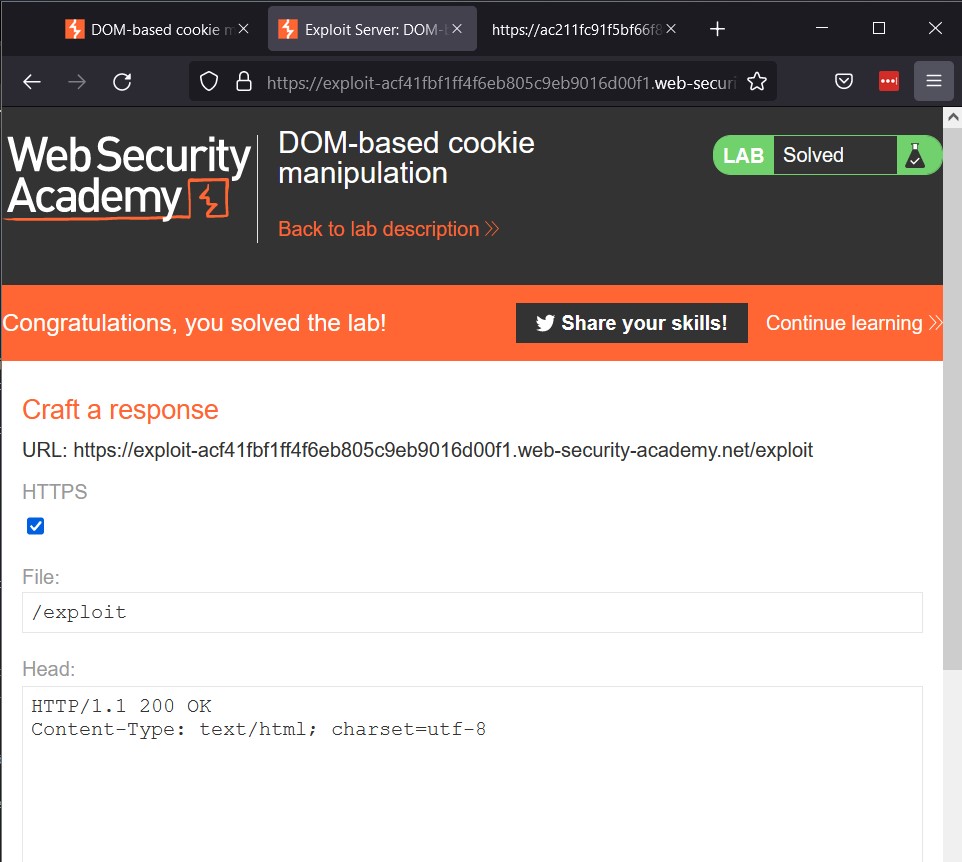 DOM-based cookie m
Exploit Server: DOM-
https://ac211fc91f5bf66f8
https://exploit-acf41fbf1ff4f6eb805c9eb9016d00f1.web-securi
Web Security
Academy
DOM-based cookie
manipulation
LAB Solved
Back to lab description
Congratulations, you solved the lab!
Share your skills!
Continue learning
Craft a response
URL: https://exploit-acf41fbf1ff4f6eb805c9eb9016d00f1.web-security-academy.net/exploit
HTTPS
File:
/exploit
Head:
HTTP/1.1 200 OK
Content-Type: text/html; charset=utf-8